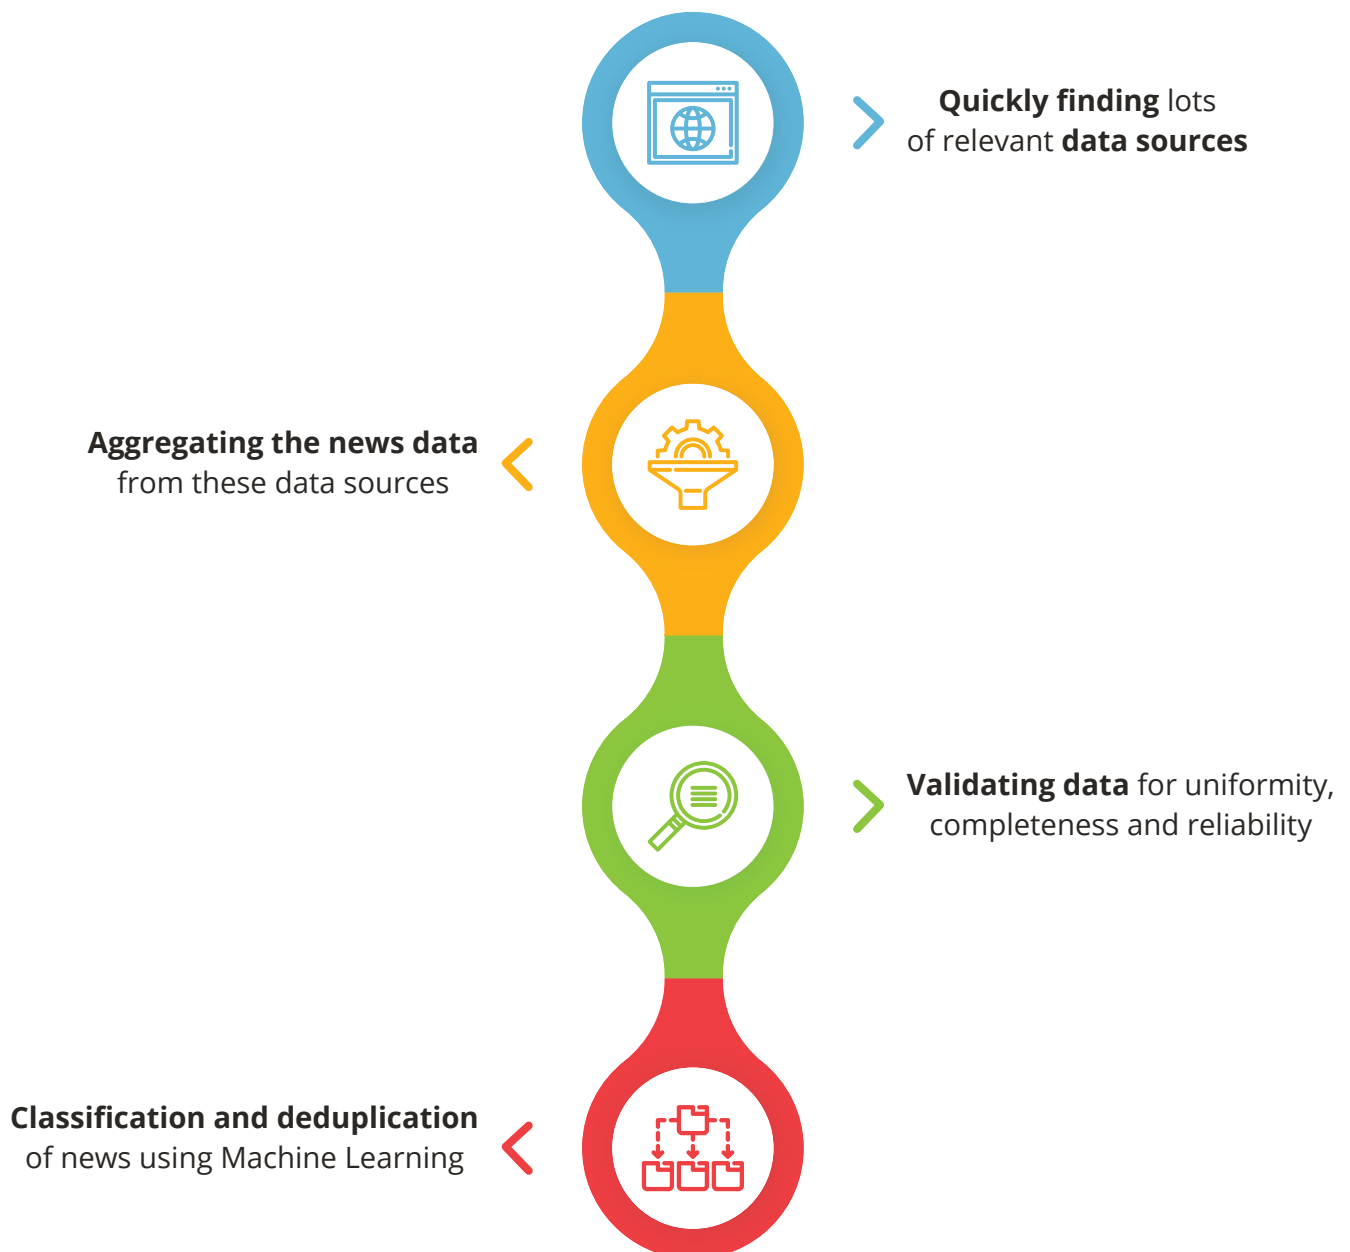 Quickly finding lots
of relevant data sources
Aggregating the news data
from these data sources
Validating data for uniformity,
completeness and reliability
Classification and deduplication
of news using Machine Learning